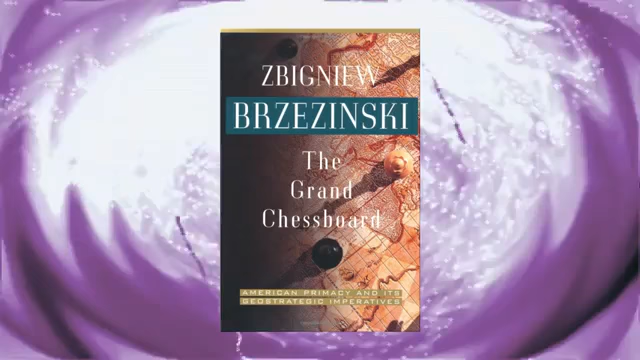 ZBIGNIEW
BRZEZINSKI
The
Grand
Chessboard
AMERICAN PRIMACY AND ITS
GEOSTRATEGIC IMPERATIVES